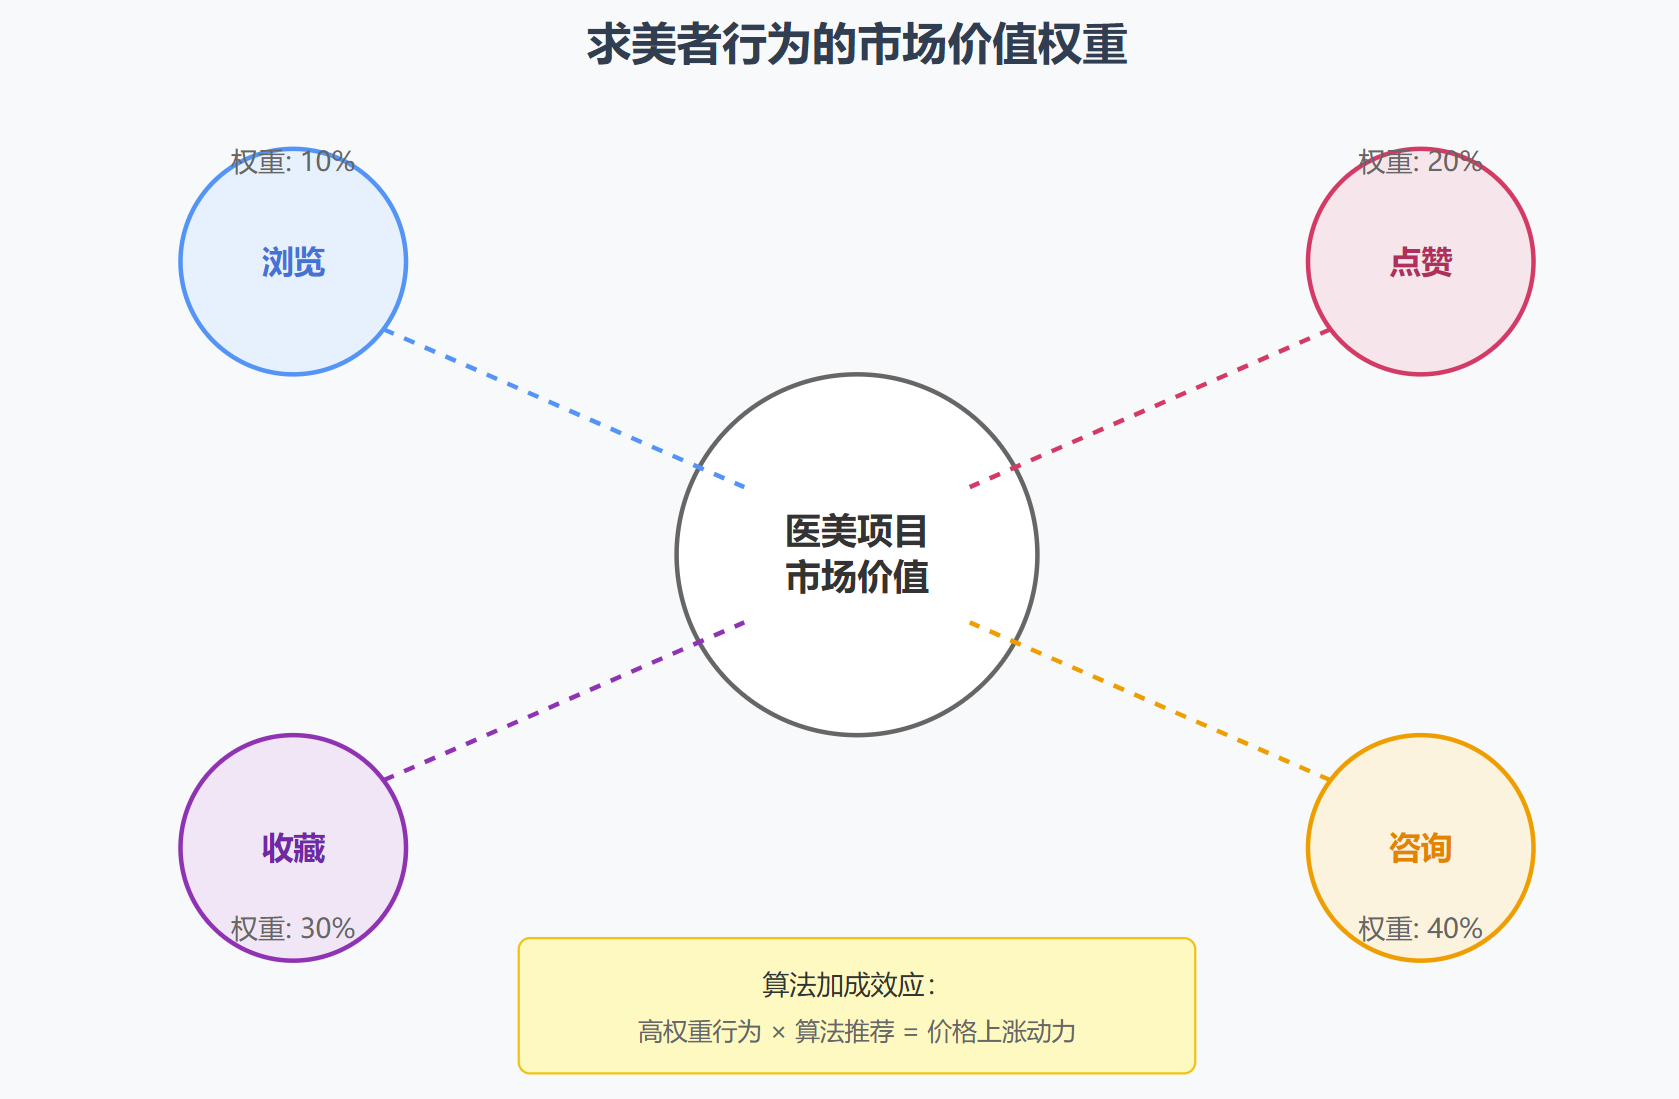 求美者行为的市场价值权重
权重: 10%
浏览
权重: 20%
点赞
医美项目
市场价值
收藏
权重: 30%
咨询
权重: 40%
算法加成效应：
高权重行为 × 算法推荐 = 价格上涨动力